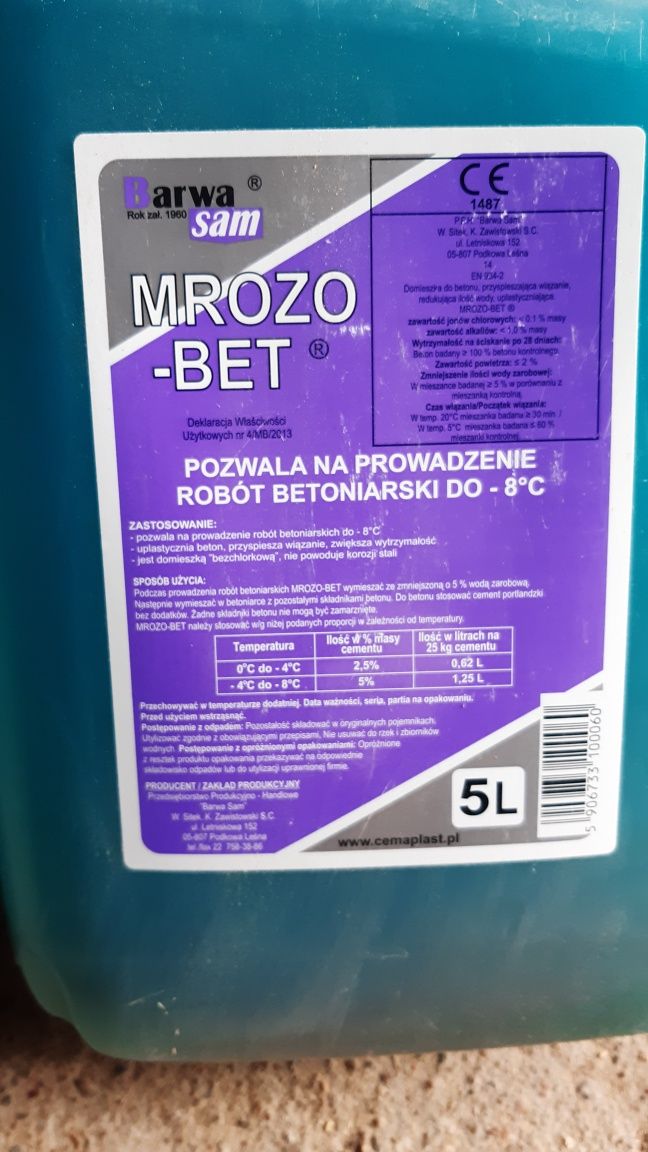 Barwa ®
Rok zał. 1960 sam
MROZO
-BET ®
Deklaracja Właściwości
Użytkowych nr 4/MB/2013
CE
1487
P.P.H. "Barwa Sam"
W. Sitek, K. Zawistowski S.C.
ul. Letniskowa 152
05-807 Podkowa Leśna
14
EN 934-2
Domieszka do betonu, przyspieszająca wiązanie,
redukująca ilość wody, uplastyczniająca.
MROZO-BET ®
zawartość jonów chlorowych: ≤ 0.1 % masy
zawartość alkaliów: < 1,0 % masy
Wytrzymałość na ściskanie po 28 dniach:
Beton badany ≥ 100 % betonu kontrolnego
Zawartość powietrza: ≤ 2 %
Zmniejszenie ilości wody zarobowej:
W mieszance badanej ≥ 5 % w porównaniu z
mieszanką kontrolną
Czas wiązania/Początek wiązania:
W temp. 20°C mieszanka badana ≥ 30 min. /
W temp. 5°C mieszanka badana ≤ 60 %
mieszanki kontrolnej
POZWALA NA PROWADZENIE
ROBÓT BETONIARSKI DO - 8°C
ZASTOSOWANIE:
- pozwala na prowadzenie robót betoniarskich do - 8°C
- uplastycznia beton, przyspiesza wiązanie, zwiększa wytrzymałość
- jest domieszką "bezchlorkową", nie powoduje korozji stali
SPOSÓB UŻYCIA:
Podczas prowadzenia robót betoniarskich MROZO-BET wymieszać ze zmniejszoną o 5 % wodą zarobową.
Następnie wymieszać w betoniarce z pozostałymi składnikami betonu. Do betonu stosować cement portlandzki
bez dodatków. Żadne składniki betonu nie mogą być zamarznięte.
MROZO-BET należy stosować w/g niżej podanych proporcji w zależności od temperatury.
Temperatura Ilość w % masy cementu Ilość w litrach na 25 kg cementu
0°C do - 4°C 2,5% 0,62 L
- 4°C do - 8°C 5% 1,25 L
Przechowywać w temperaturze dodatniej. Data ważności, seria, partia na opakowaniu.
Przed użyciem wstrząsnąć.
Postępowanie z odpadem: Pozostałość składować w oryginalnych pojemnikach.
Utylizować zgodnie z obowiązującymi przepisami, Nie usuwać do rzek i zbiorników
wodnych. Postępowanie z opróżnionymi opakowaniami: Opróżnione
z resztek produktu opakowania przekazywać na odpowiednie
składowisko odpadów lub do utylizacji uprawnionej firmie.
PRODUCENT / ZAKŁAD PRODUKCYJNY
Przedsiębiorstwo Produkcyjno - Handlowe
"Barwa Sam"
W. Sitek, K. Zawistowski S.C.
ul. Letniskowa 152
05-807 Podkowa Leśna
tel./fax 22 758-38-86
5 L
www.cemaplast.pl
5 906733 100060